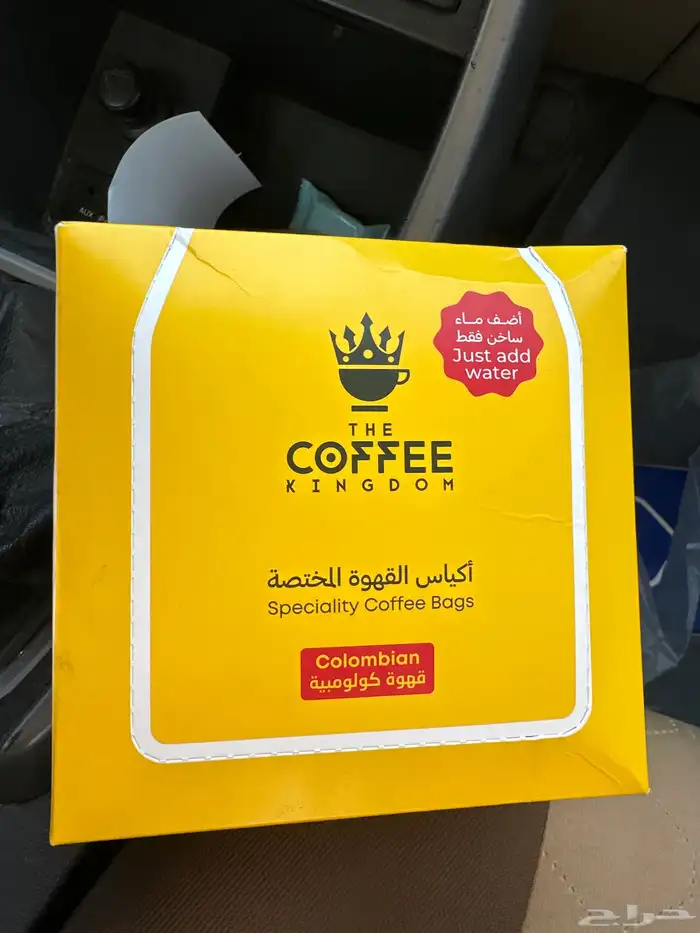 AUX
أضف ماء
ساخن فقط
Just add
water
THE
COFFEE
KINGDOM
أكياس القهوة المختصة
Speciality Coffee Bags
Colombian
قهوة كولومبية
حراج